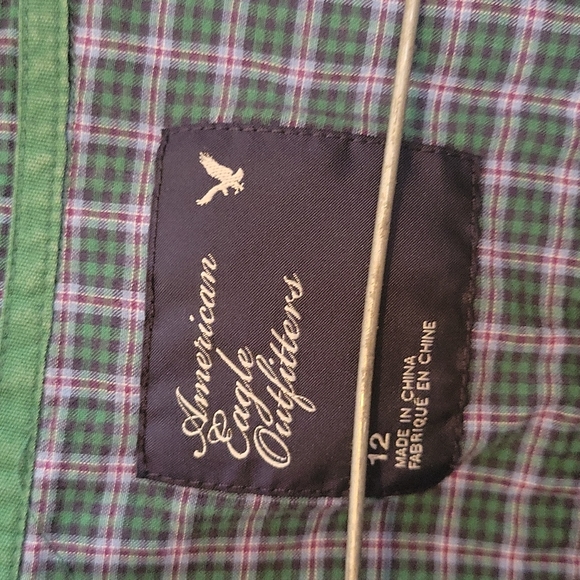 American
Eagle
Outfitters
12
MADE IN CHINA
FABRIQUÉ EN CHINE